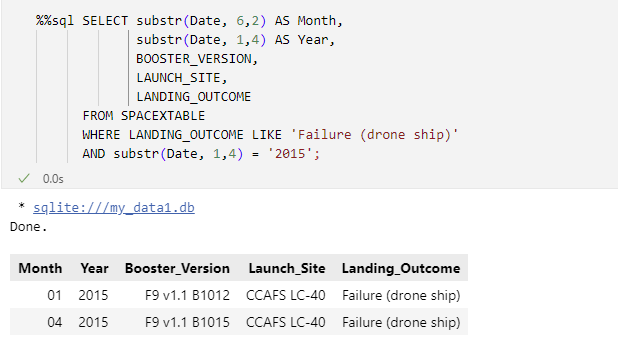 %%sql SELECT substr(Date, 6,2) AS Month,
substr(Date, 1,4) AS Year,
BOOSTER_VERSION,
LAUNCH_SITE,
LANDING_OUTCOME
FROM SPACEXTABLE
WHERE LANDING_OUTCOME LIKE 'Failure (drone ship)'
AND substr(Date, 1,4) = '2015';
0.0s
* sqlite:///my_data1.db
Done.
Month Year Booster_Version Launch_Site Landing_Outcome
01 2015 F9 v1.1 B1012 CCAFS LC-40 Failure (drone ship)
04 2015 F9 v1.1 B1015 CCAFS LC-40 Failure (drone ship)